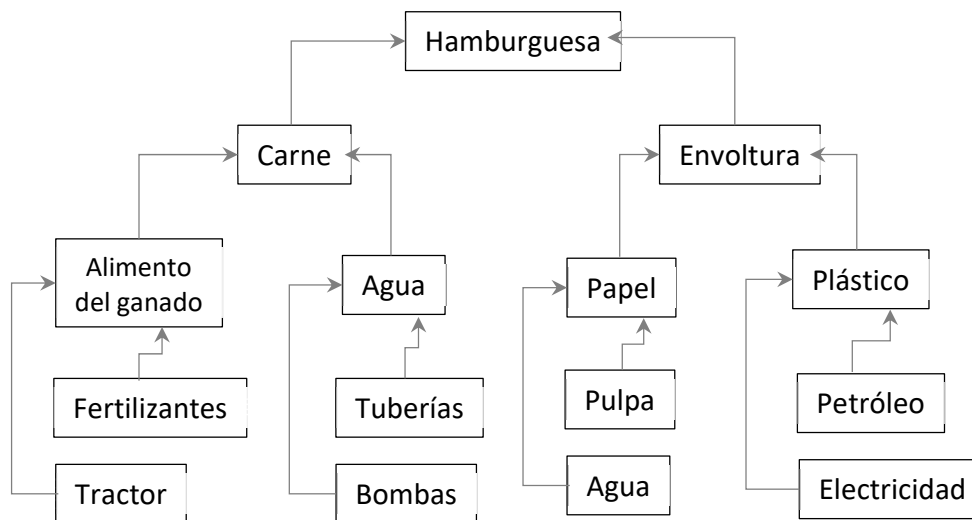 Hamburguesa
Carne
Envoltura
Alimento
del ganado
Agua
Papel
Plástico
Fertilizantes
Tuberías
Pulpa
Petróleo
Tractor
Bombas
Agua
Electricidad